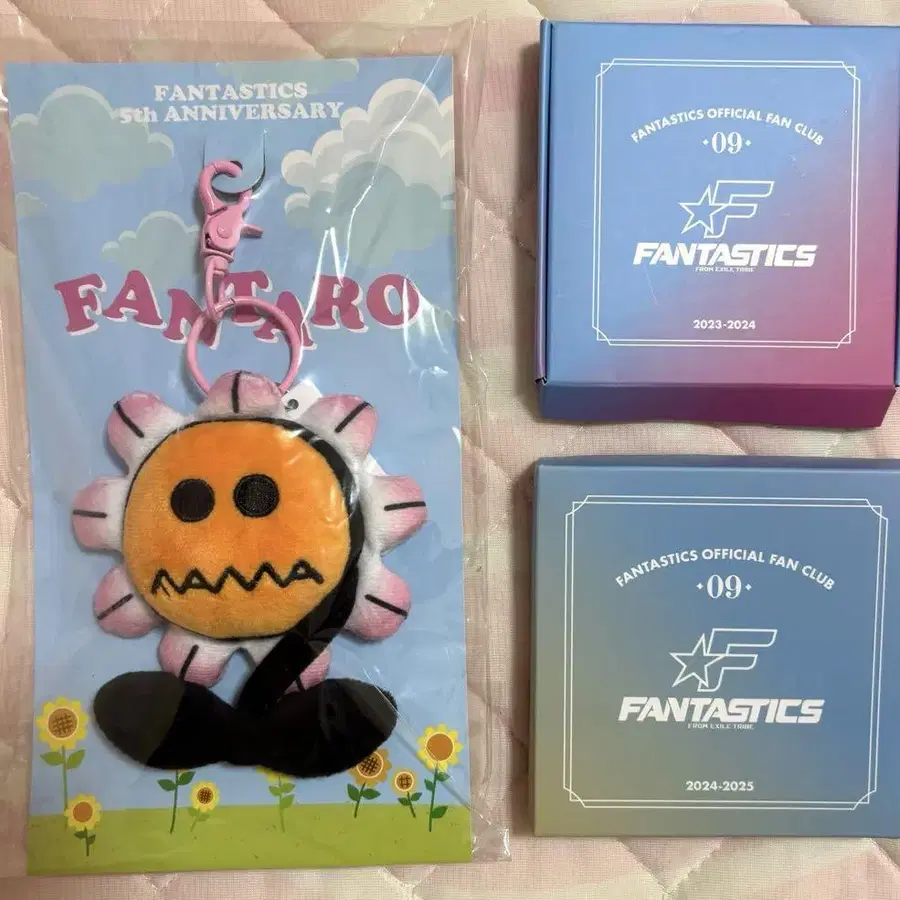 FANTASTICS
5th ANNIVERSARY
FANTARO
FANTASTICS OFFICIAL FAN CLUB
·09·
F
FANTASTICS
FROM EXILE TRIBE
2023-2024
FANTASTICS OFFICIAL FAN CLUB
·09·
F
FANTASTICS
FROM EXILE TRIBE
2024-2025